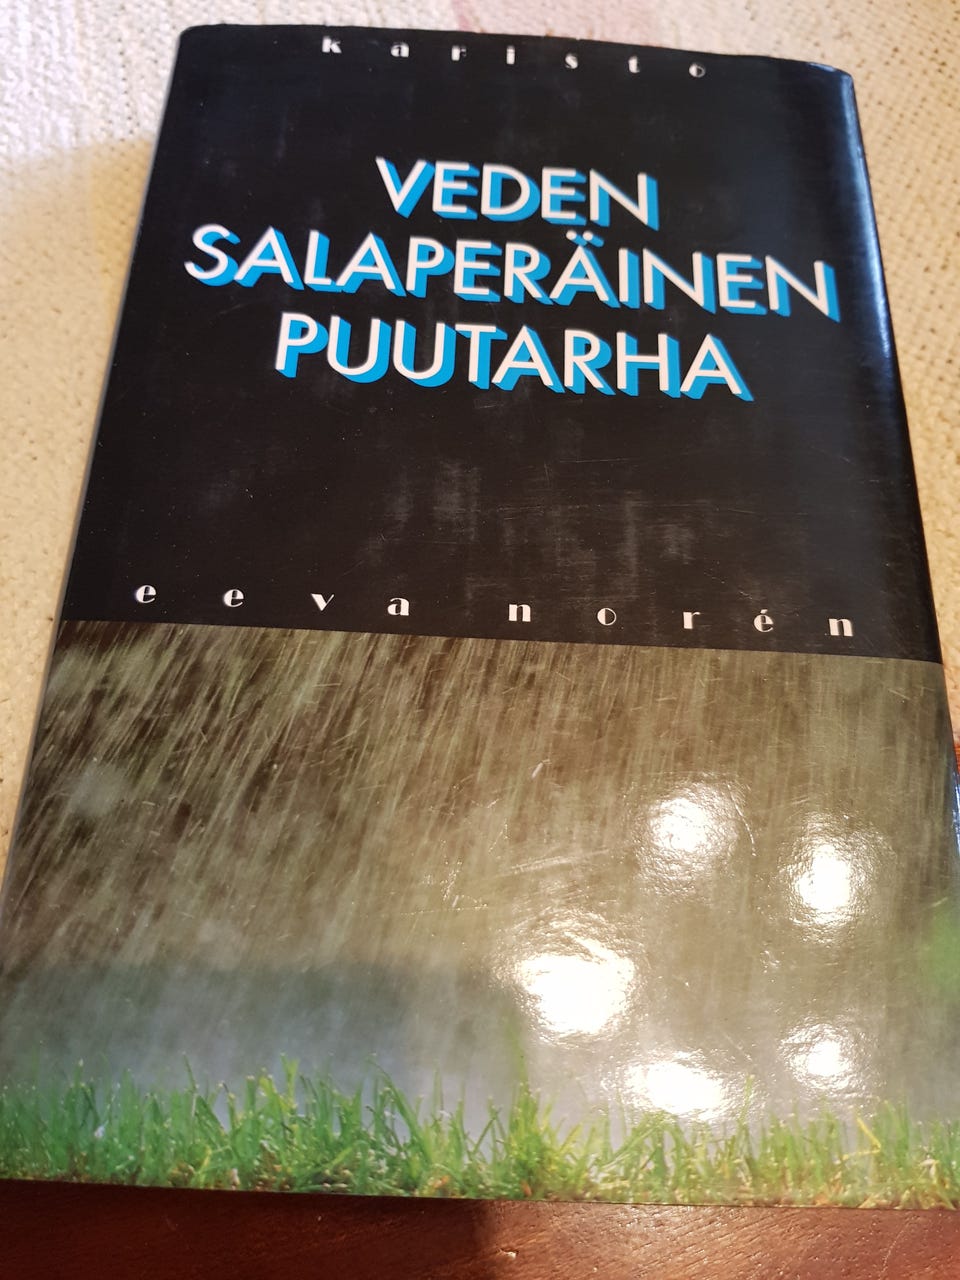 karisto
VEDEN
SALAPERÄINEN
PUUTARHA
eeva norén